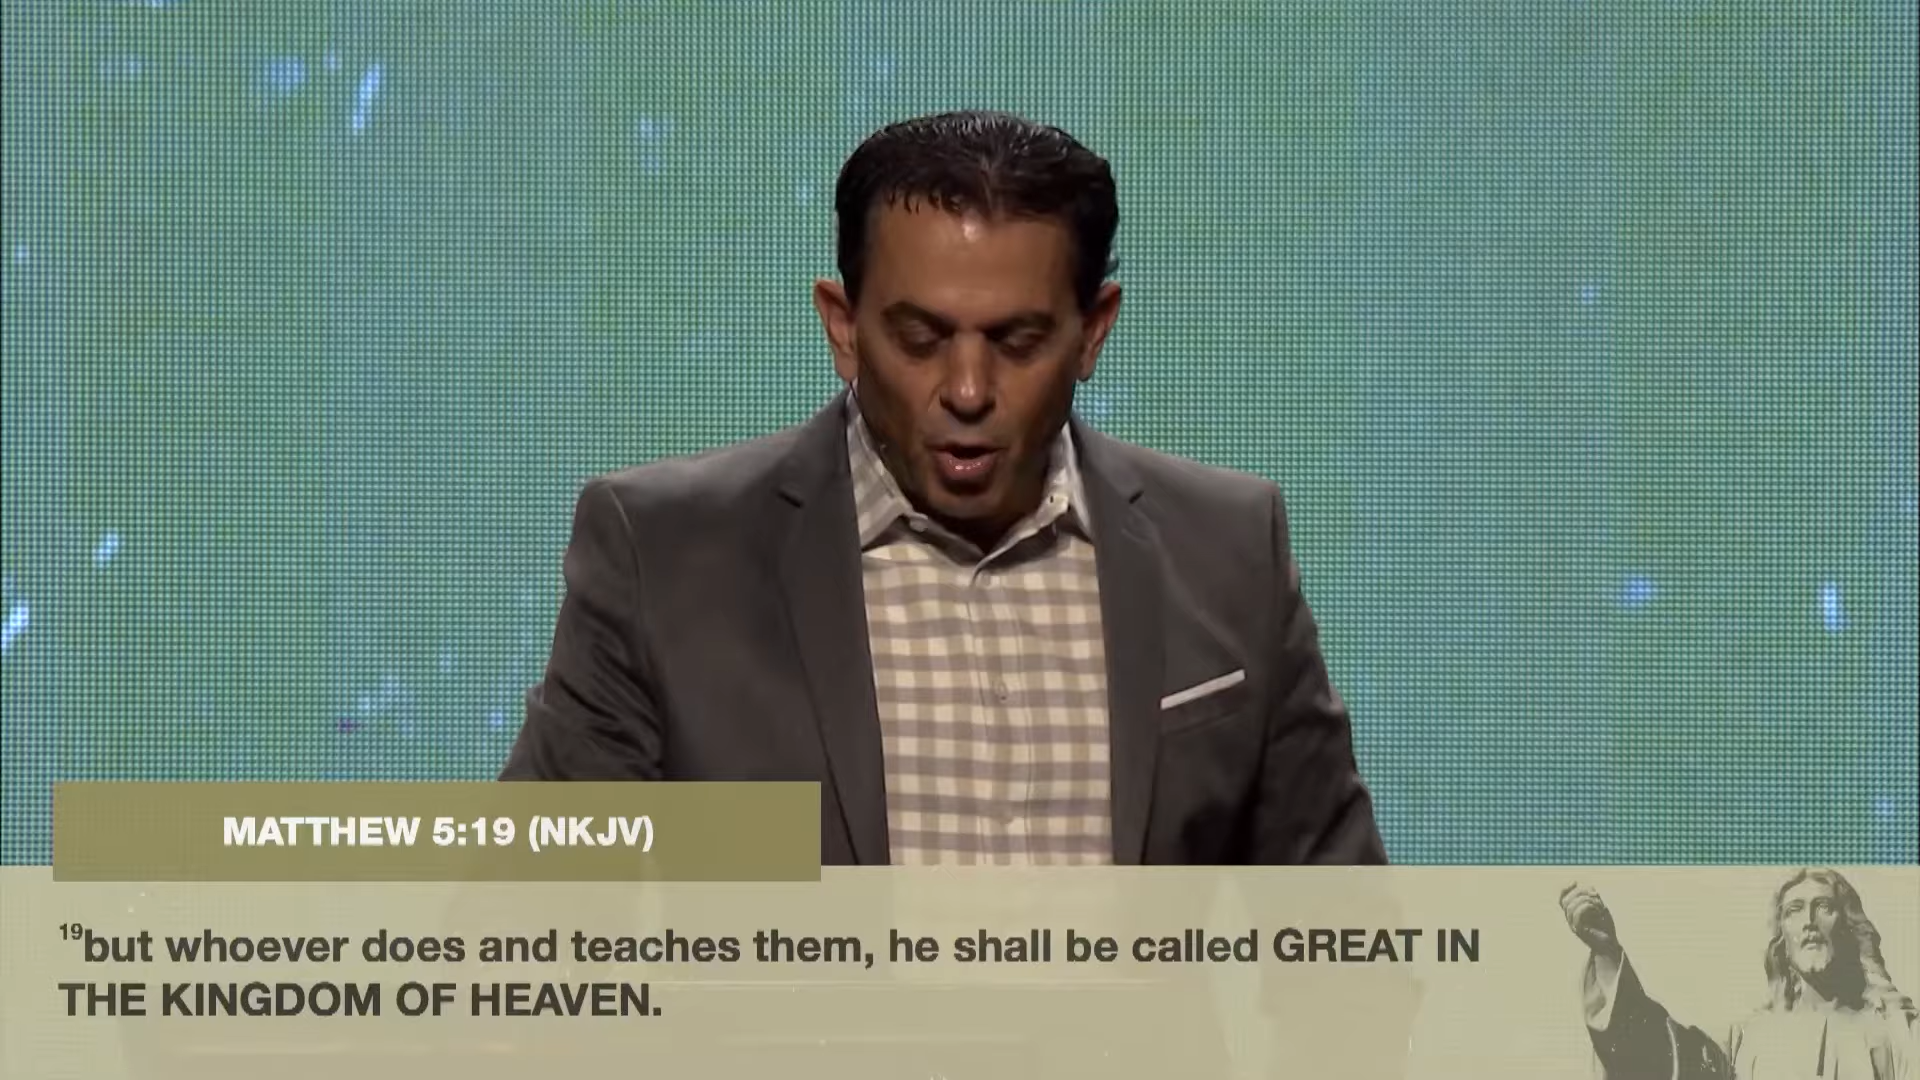 MATTHEW 5:19 (NKJV)
19but whoever does and teaches them, he shall be called GREAT IN
THE KINGDOM OF HEAVEN.